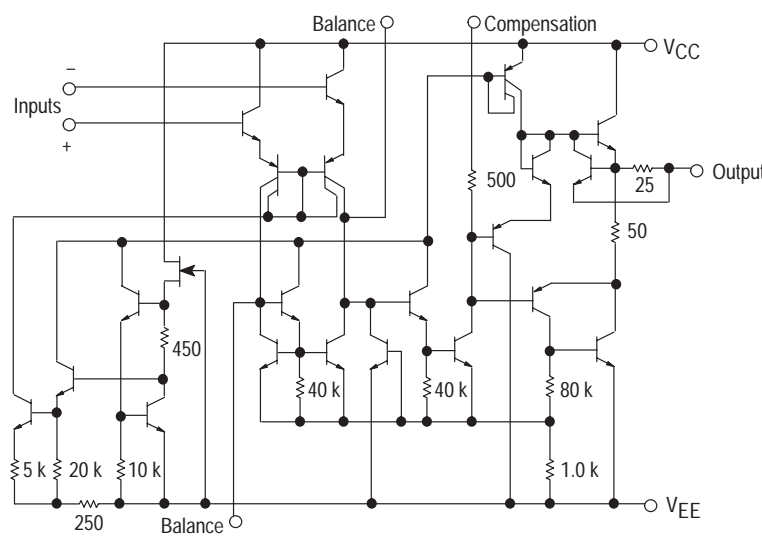 Balance
Compensation
VCC
−
Inputs
+
500
25
Output
50
450
40 k
40 k
80 k
5 k
20 k
10 k
1.0 k
250
Balance
VEE